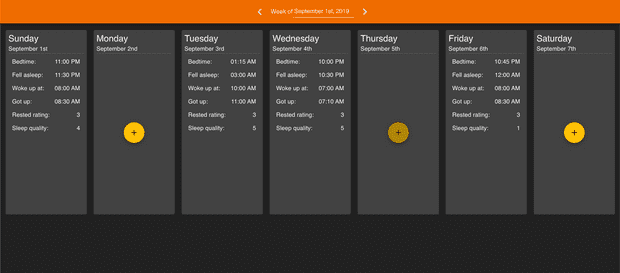 Week of September 1st, 2019
Sunday
September 1st
Bedtime: 11:00 PM
Fell asleep: 11:30 PM
Woke up at: 08:00 AM
Got up: 08:30 AM
Rested rating: 3
Sleep quality: 4
Monday
September 2nd
+
Tuesday
September 3rd
Bedtime: 01:15 AM
Fell asleep: 03:00 AM
Woke up at: 10:00 AM
Got up: 11:00 AM
Rested rating: 3
Sleep quality: 5
Wednesday
September 4th
Bedtime: 10:00 PM
Fell asleep: 10:30 PM
Woke up at: 07:00 AM
Got up: 07:10 AM
Rested rating: 3
Sleep quality: 5
Thursday
September 5th
+
Friday
September 6th
Bedtime: 10:45 PM
Fell asleep: 12:00 AM
Woke up at: 08:00 AM
Got up: 08:30 AM
Rested rating: 3
Sleep quality: 1
Saturday
September 7th
+